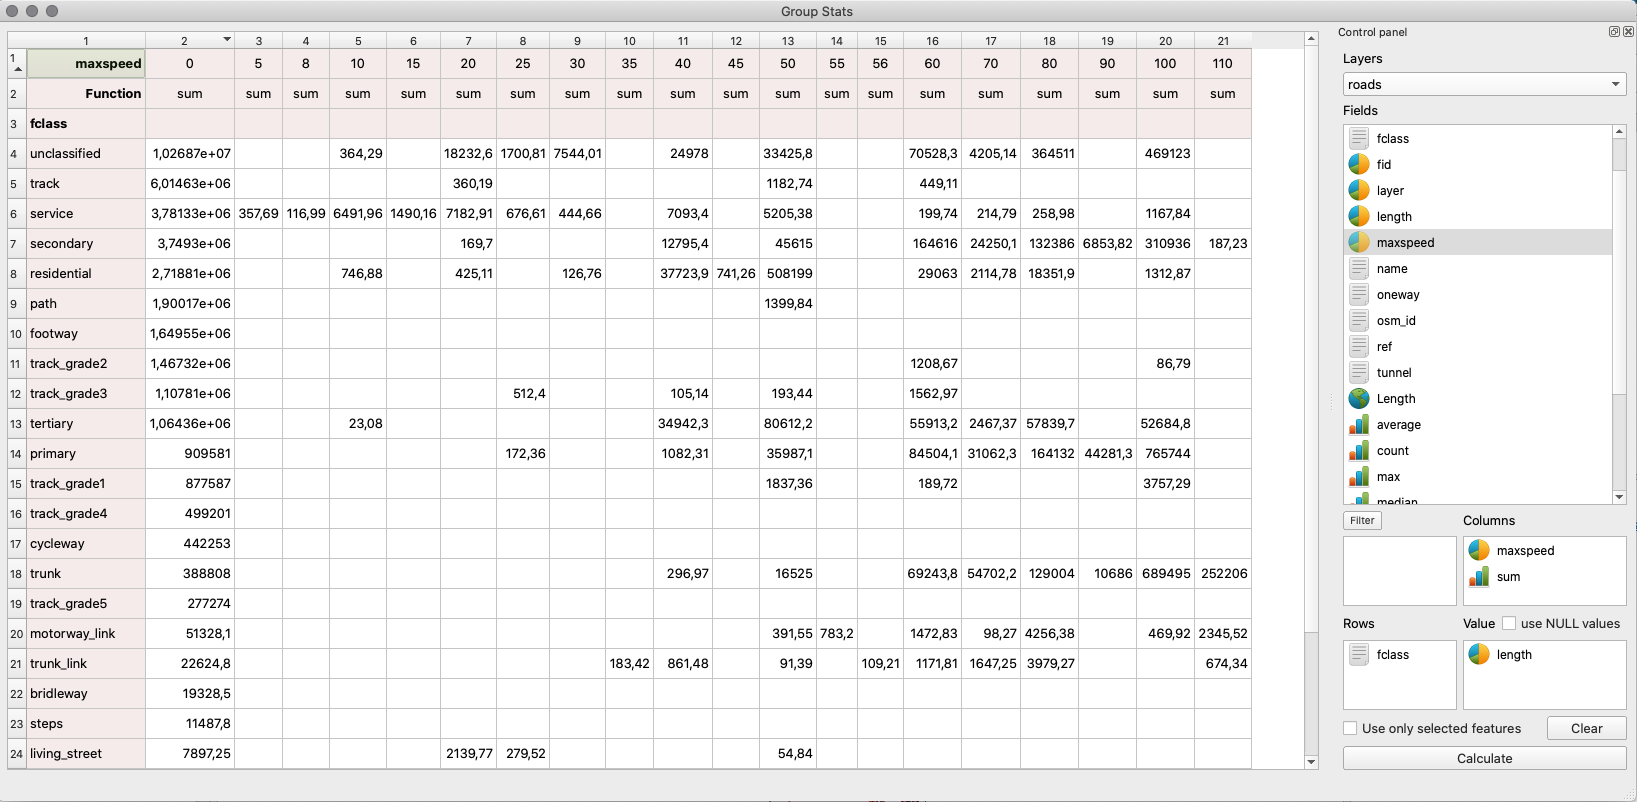 Group Stats
1 2 3 4 5 6 7 8 9 10 11 12 13 14 15 16 17 18 19 20 21
1 maxspeed 0 5 8 10 15 20 25 30 35 40 45 50 55 56 60 70 80 90 100 110
2 Function sum sum sum sum sum sum sum sum sum sum sum sum sum sum sum sum sum sum sum sum
3 fclass
4 unclassified 1,02687e+07 364,29 18232,6 1700,81 7544,01 24978 33425,8 70528,3 4205,14 364511 469123
5 track 6,01463e+06 360,19 1182,74 449,11
6 service 3,78133e+06 357,69 116,99 6491,96 1490,16 7182,91 676,61 444,66 7093,4 5205,38 199,74 214,79 258,98 1167,84
7 secondary 3,7493e+06 169,7 12795,4 45615 164616 24250,1 132386 6853,82 310936 187,23
8 residential 2,71881e+06 746,88 425,11 126,76 37723,9 741,26 508199 29063 2114,78 18351,9 1312,87
9 path 1,90017e+06 1399,84
10 footway 1,64955e+06
11 track_grade2 1,46732e+06 1208,67 86,79
12 track_grade3 1,10781e+06 512,4 105,14 193,44 1562,97
13 tertiary 1,06436e+06 23,08 34942,3 80612,2 55913,2 2467,37 57839,7 52684,8
14 primary 909581 172,36 1082,31 35987,1 84504,1 31062,3 164132 44281,3 765744
15 track_grade1 877587 1837,36 189,72 3757,29
16 track_grade4 499201
17 cycleway 442253
18 trunk 388808 296,97 16525 69243,8 54702,2 129004 10686 689495 252206
19 track_grade5 277274
20 motorway_link 51328,1 391,55 783,2 1472,83 98,27 4256,38 469,92 2345,52
21 trunk_link 22624,8 183,42 861,48 91,39 109,21 1171,81 1647,25 3979,27 674,34
22 bridleway 19328,5
23 steps 11487,8
24 living_street 7897,25 2139,77 279,52 54,84
Control panel
Layers
roads
Fields
fclass
fid
layer
length
maxspeed
name
oneway
osm_id
ref
tunnel
Length
average
count
max
median
Filter
Columns
maxspeed
sum
Rows
fclass
Value use NULL values
length
Use only selected features
Clear
Calculate